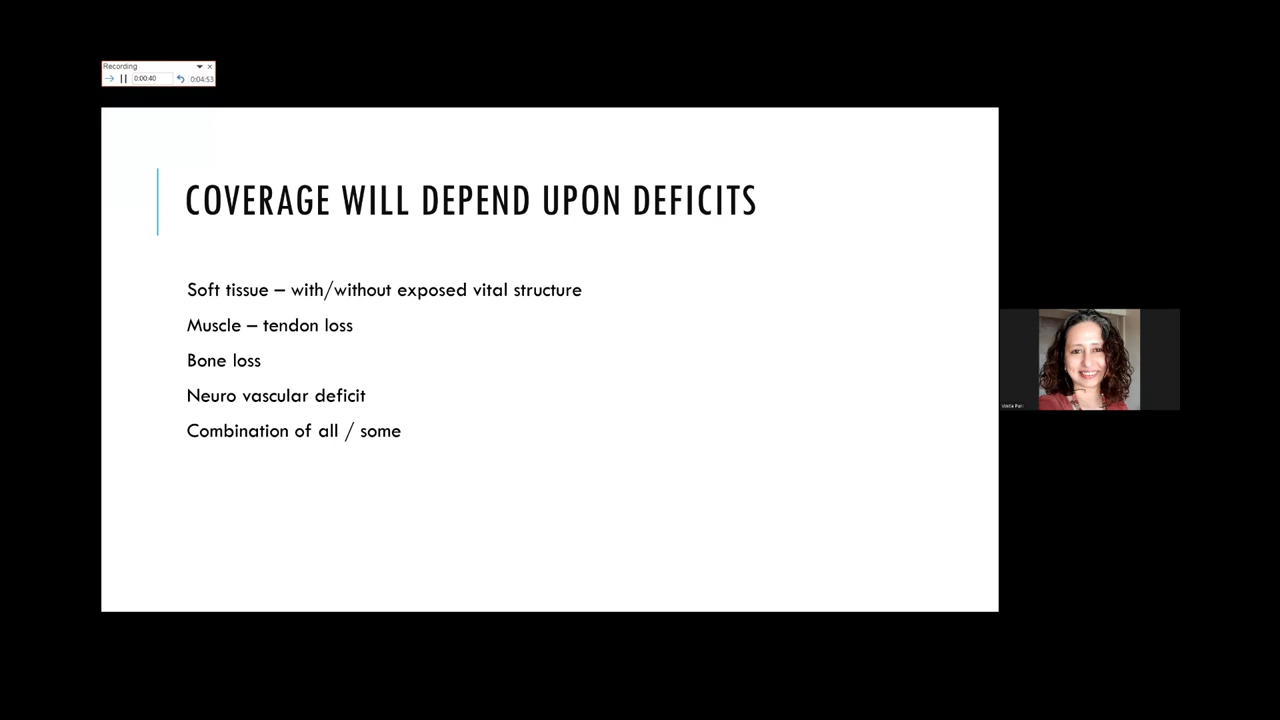 Recording
0:00:40
0:04:53
COVERAGE WILL DEPEND UPON DEFICITS
Soft tissue – with/without exposed vital structure
Muscle – tendon loss
Bone loss
Neuro vascular deficit
Combination of all / some